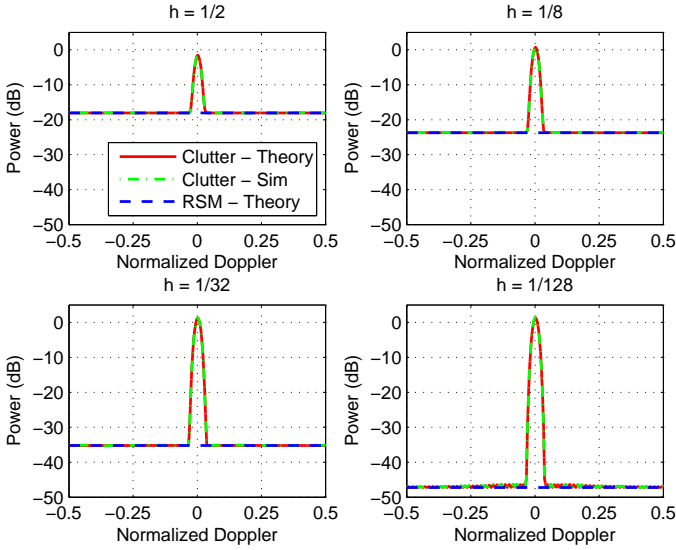 h = 1/2
0
−10
−20
−30
−40
−50
Power (dB)
Clutter − Theory
Clutter − Sim
RSM − Theory
−0.5
−0.25
0
0.25
0.5
Normalized Doppler
h = 1/8
0
−10
−20
−30
−40
−50
Power (dB)
−0.5
−0.25
0
0.25
0.5
Normalized Doppler
h = 1/32
0
−10
−20
−30
−40
−50
Power (dB)
−0.5
−0.25
0
0.25
0.5
Normalized Doppler
h = 1/128
0
−10
−20
−30
−40
−50
Power (dB)
−0.5
−0.25
0
0.25
0.5
Normalized Doppler